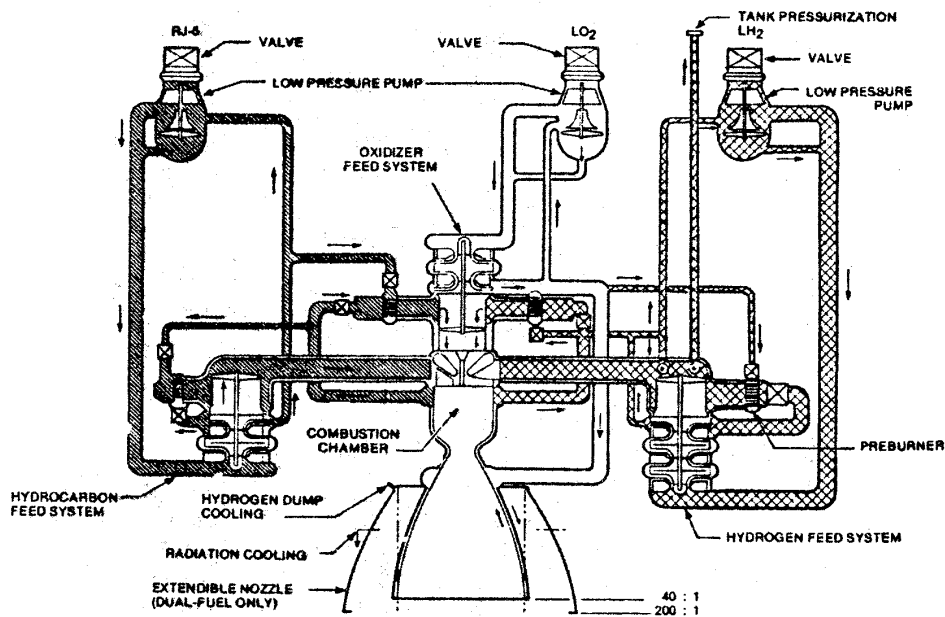 RJ-5
VALVE
LO2
VALVE
TANK PRESSURIZATION
LH2
VALVE
LOW PRESSURE PUMP
LOW PRESSURE
PUMP
OXIDIZER
FEED SYSTEM
COMBUSTION
CHAMBER
PREBURNER
HYDROCARBON
FEED SYSTEM
HYDROGEN DUMP
COOLING
HYDROGEN FEED SYSTEM
RADIATION COOLING
EXTENDIBLE NOZZLE
(DUAL-FUEL ONLY)
40 : 1
200 : 1